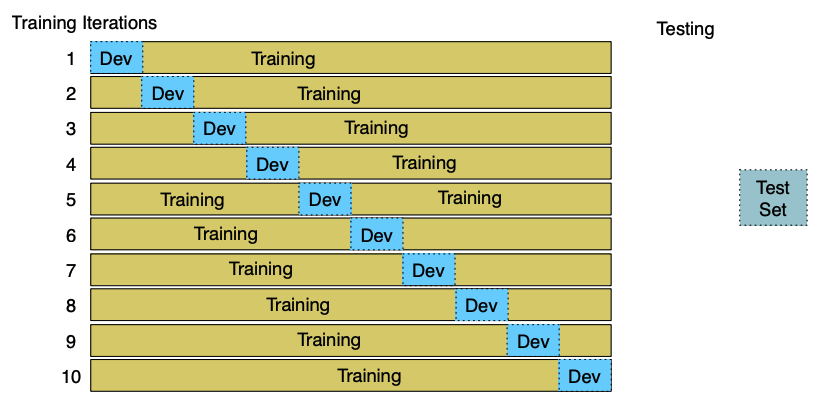 Training Iterations
Testing
1 Dev Training
2 Dev Training
3 Dev Training
4 Dev Training
5 Training Dev Training
6 Training Dev
7 Training Dev
8 Training Dev
9 Training Dev
10 Training Dev
Test
Set